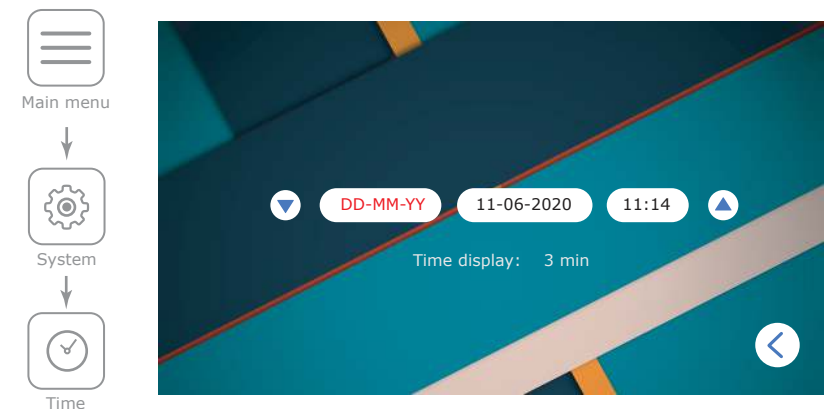 Main menu
System
Time
DD-MM-YY 11-06-2020 11:14
Time display: 3 min